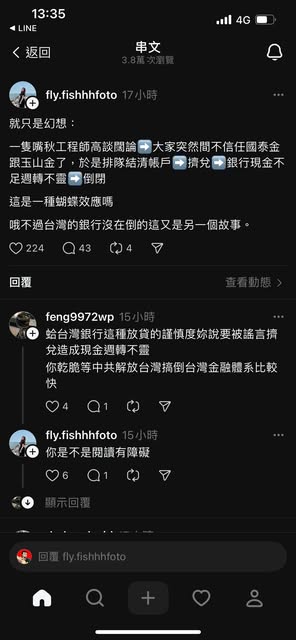 13:35
4G
◀ LINE
返回
串文
3.8萬 次瀏覽
fly.fishhhfoto 17小時
就只是幻想：
一隻嘴秋工程師高談闊論➡️大家突然間不信任國泰金
跟玉山金了，於是排隊結清帳戶➡️擠兌➡️銀行現金不
足週轉不靈➡️倒閉
這是一種蝴蝶效應嗎
哦不過台灣的銀行沒在倒的這又是另一個故事。
224 43 4
回覆
查看動態
feng9972wp 15小時
蛤台灣銀行這種放貸的謹慎度妳說要被謠言擠
兌造成現金週轉不靈
你乾脆等中共解放台灣搞倒台灣金融體系比較
快
4 1
fly.fishhhfoto 15小時
你是不是閱讀有障礙
6 1
顯示回覆
回覆 fly.fishhhfoto